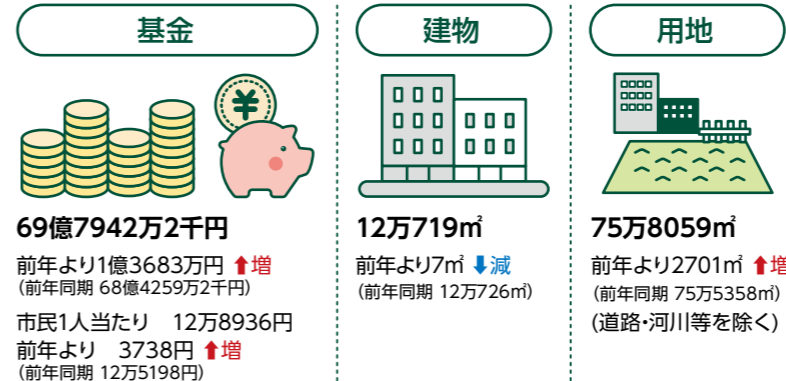 基金
¥
69億7942万2千円
前年より1億3683万円 ⬆増
(前年同期 68億4259万2千円)
市民1人当たり 12万8936円
前年より 3738円 ⬆増
(前年同期 12万5198円)
建物
12万719㎡
前年より7㎡ ⬇減
(前年同期 12万726㎡)
用地
75万8059㎡
前年より2701㎡ ⬆増
(前年同期 75万5358㎡)
(道路・河川等を除く)